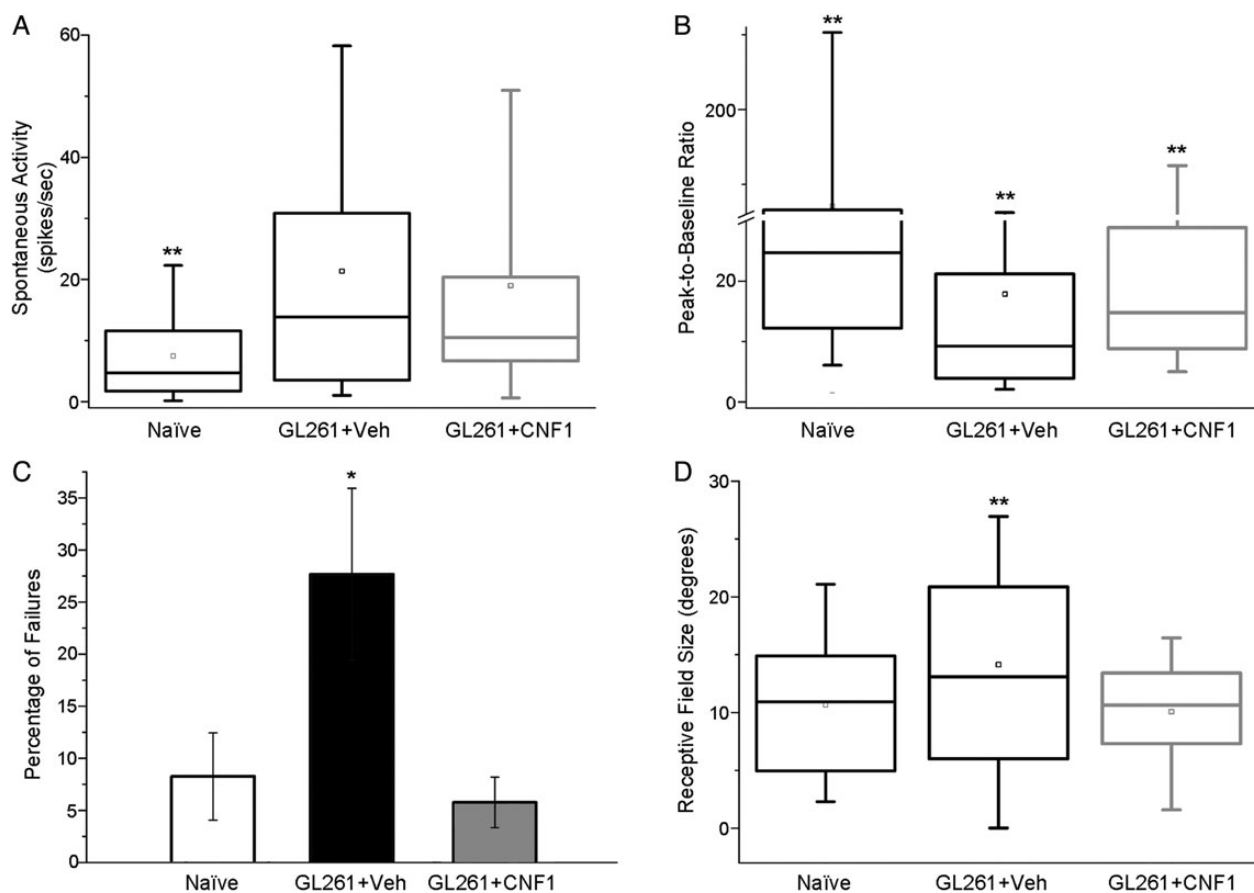 A
Spontaneous Activity
(spikes/sec)
60
40
20
0
**
Naïve
GL261+Veh
GL261+CNF1
B
Peak-to-Baseline Ratio
200
20
0
**
**
**
Naïve
GL261+Veh
GL261+CNF1
C
Percentage of Failures
35
30
25
20
15
10
5
0
*
Naïve
GL261+Veh
GL261+CNF1
D
Receptive Field Size (degrees)
30
20
10
0
**
Naïve
GL261+Veh
GL261+CNF1